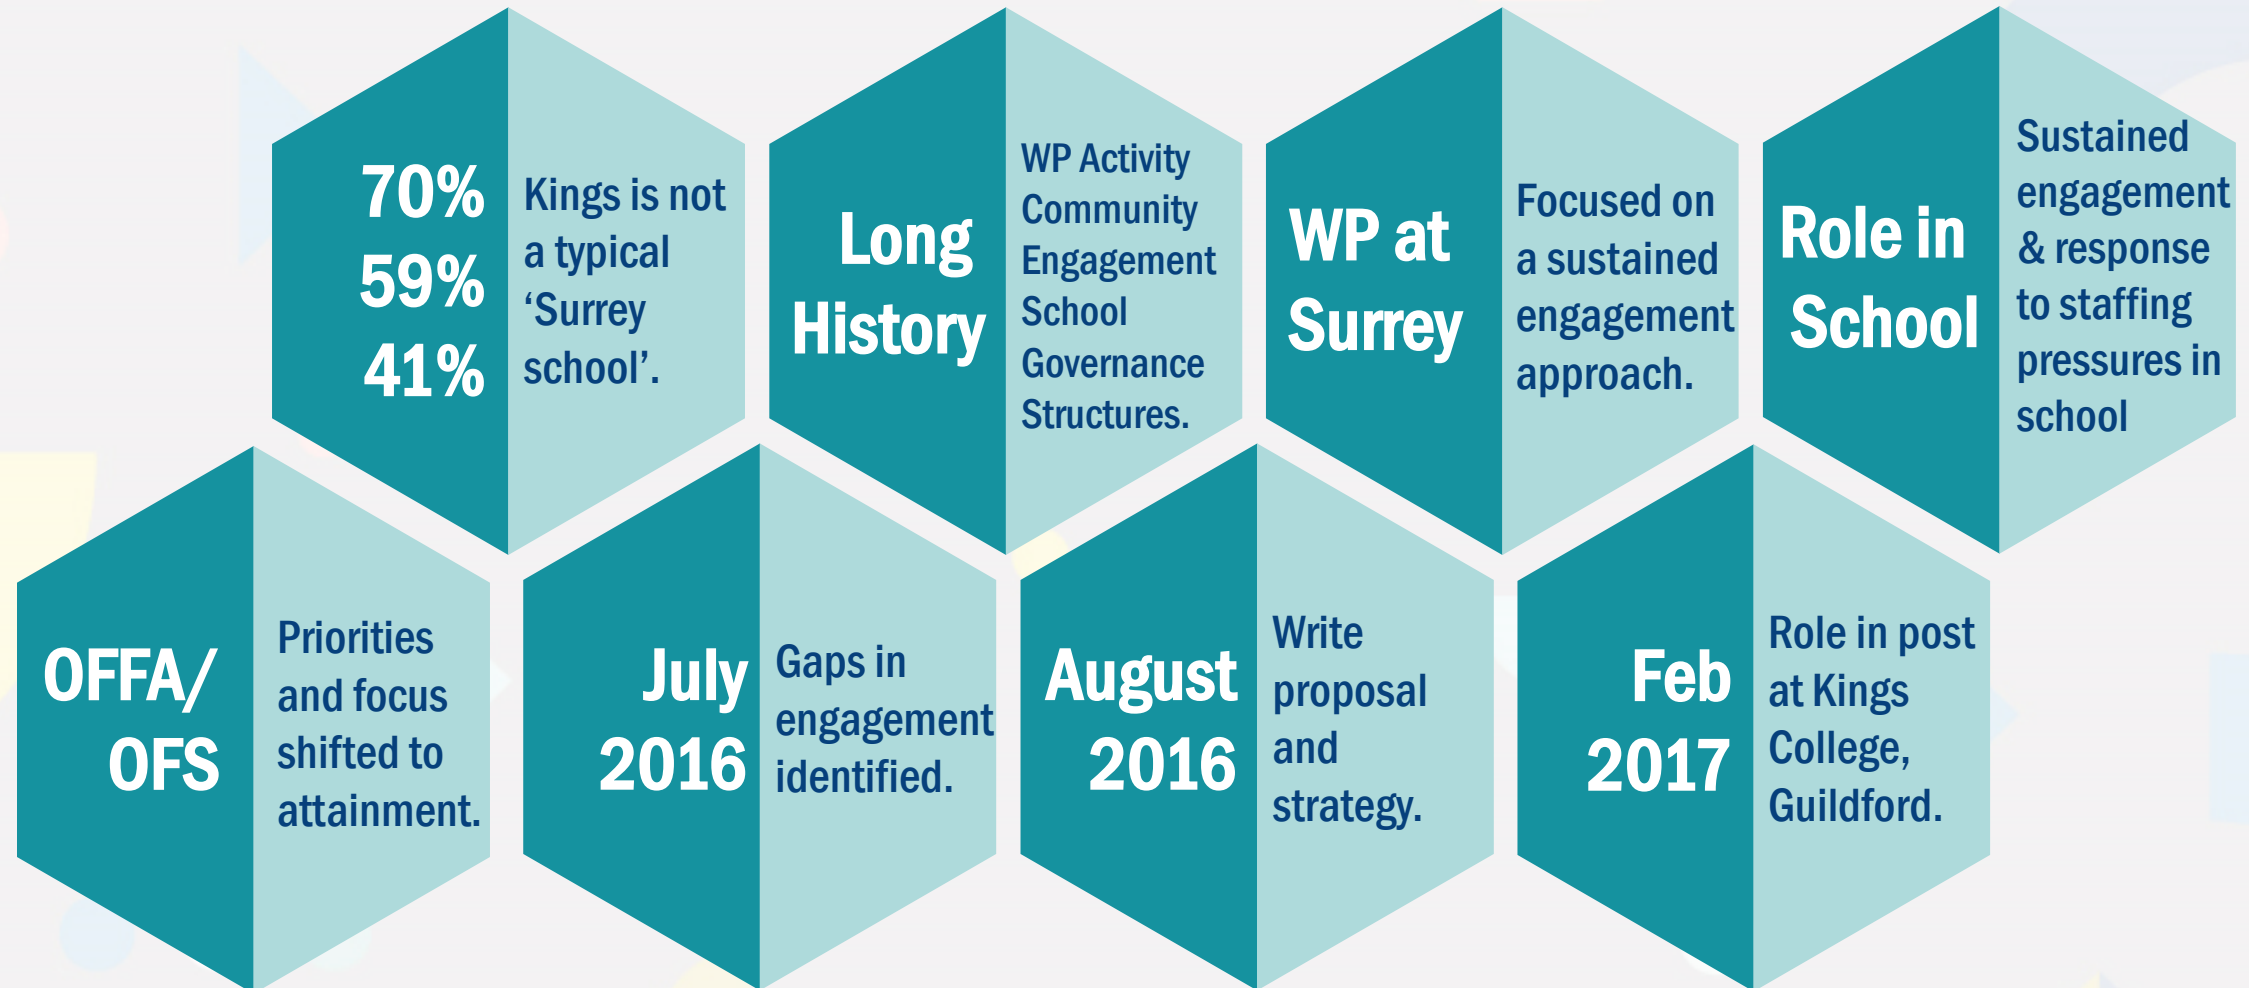 70%
59%
41%
Kings is not
a typical
‘Surrey
school’.
Long
History
WP Activity
Community
Engagement
School
Governance
Structures.
WP at
Surrey
Focused on
a sustained
engagement
approach.
Role in
School
Sustained
engagement
& response
to staffing
pressures in
school
OFFA/
OFS
Priorities
and focus
shifted to
attainment.
July
2016
Gaps in
engagement
identified.
August
2016
Write
proposal
and
strategy.
Feb
2017
Role in post
at Kings
College,
Guildford.